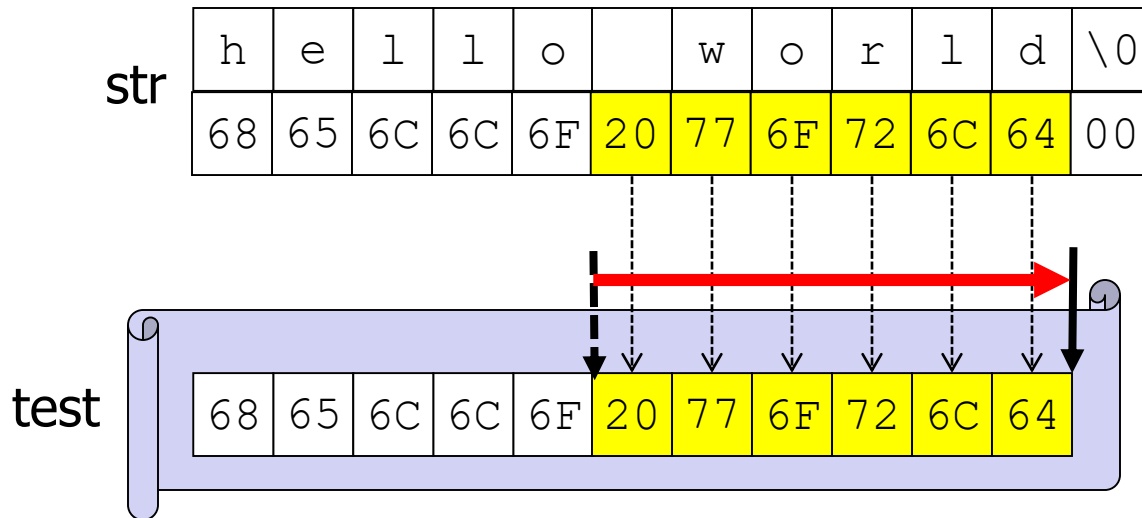 h e l l o w o r l d \0
str
68 65 6C 6C 6F 20 77 6F 72 6C 64 00
test
68 65 6C 6C 6F 20 77 6F 72 6C 64